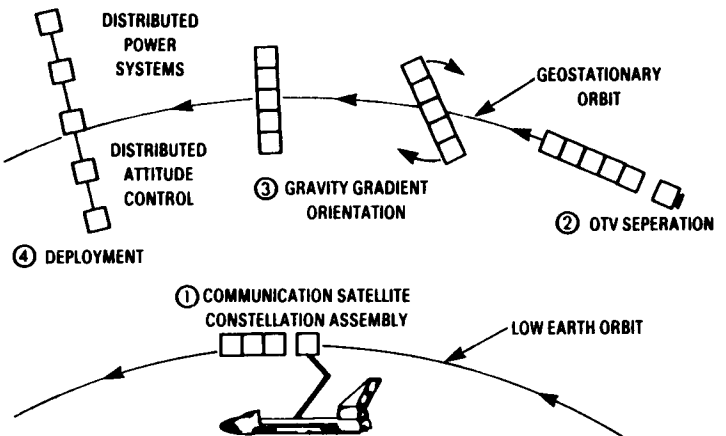 DISTRIBUTED
POWER
SYSTEMS
GEOSTATIONARY
ORBIT
DISTRIBUTED
ATTITUDE
CONTROL
③ GRAVITY GRADIENT
ORIENTATION
② OTV SEPERATION
④ DEPLOYMENT
① COMMUNICATION SATELLITE
CONSTELLATION ASSEMBLY
LOW EARTH ORBIT